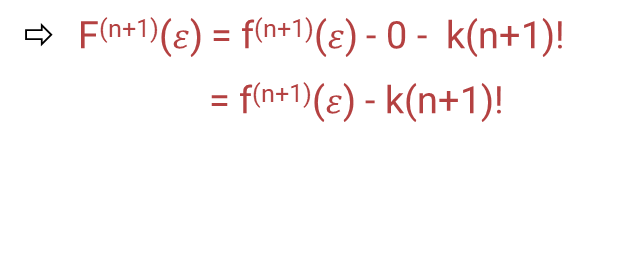 ⇨ F⁽ⁿ⁺¹⁾(ε) = f⁽ⁿ⁺¹⁾(ε) - 0 - k(n+1)!
= f⁽ⁿ⁺¹⁾(ε) - k(n+1)!